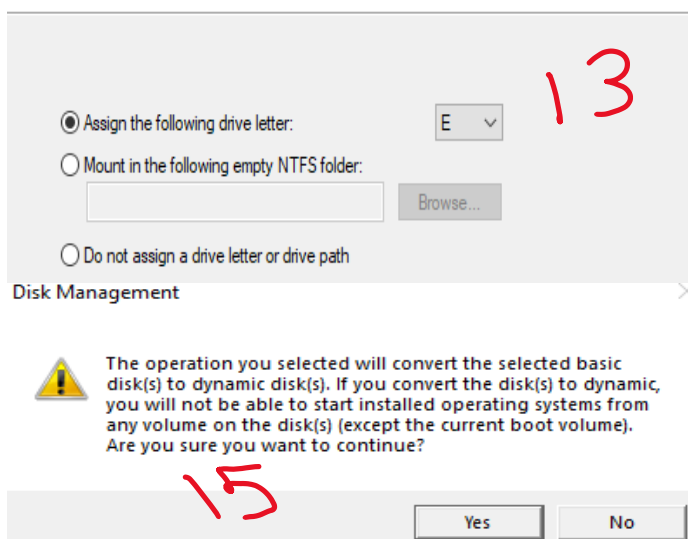 13
Assign the following drive letter: E
Mount in the following empty NTFS folder:
Browse...
Do not assign a drive letter or drive path
Disk Management
The operation you selected will convert the selected basic
disk(s) to dynamic disk(s). If you convert the disk(s) to dynamic,
you will not be able to start installed operating systems from
any volume on the disk(s) (except the current boot volume).
Are you sure you want to continue?
15
Yes No